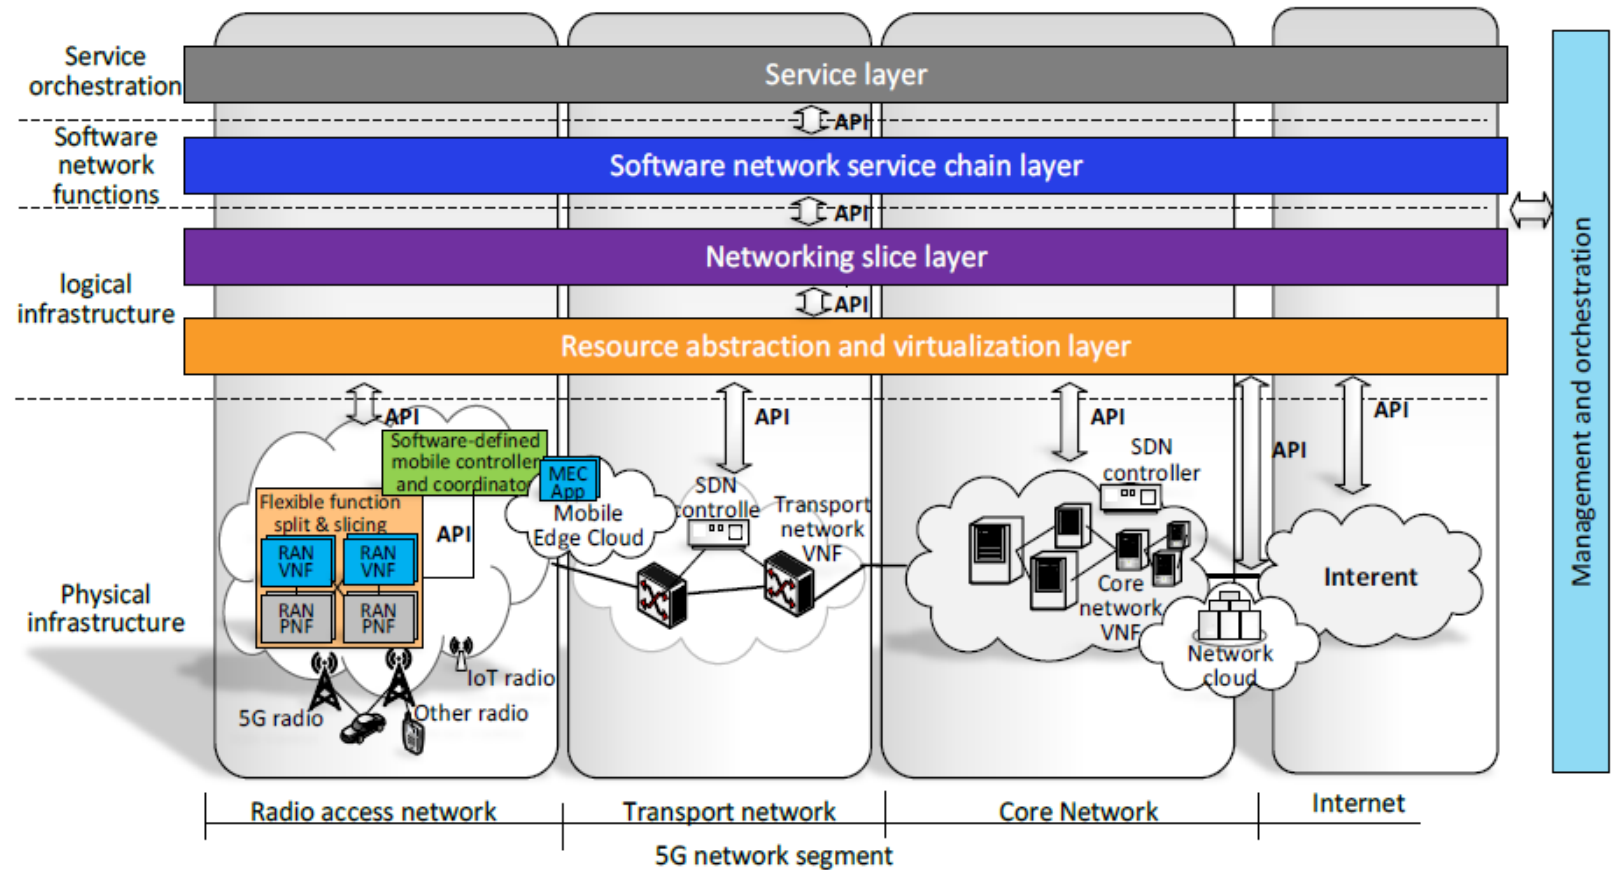 Service
orchestration
Service layer
API
Software
network
functions
Software network service chain layer
API
Networking slice layer
logical
infrastructure
API
Resource abstraction and virtualization layer
Management and orchestration
API
API
API
API
API
Software-defined
mobile controller
and coordinator
MEC
App
Mobile
Edge Cloud
Flexible function
split & slicing
API
RAN
VNF
RAN
VNF
RAN
PNF
RAN
PNF
SDN
controlle
Transport
network
VNF
SDN
controller
Core
network
VNF
Interent
Network
cloud
Physical
infrastructure
IoT radio
5G radio
Other radio
Radio access network
Transport network
Core Network
Internet
5G network segment